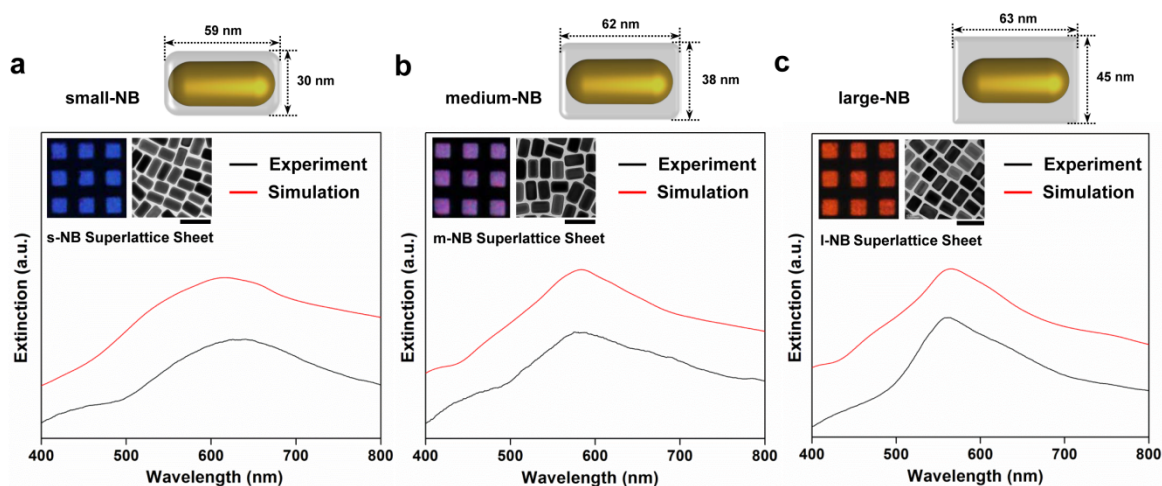 a
59 nm
30 nm
small-NB
Experiment
Simulation
s-NB Superlattice Sheet
Extinction (a.u.)
400 500 600 700 800
Wavelength (nm)
b
62 nm
38 nm
medium-NB
Experiment
Simulation
m-NB Superlattice Sheet
Extinction (a.u.)
400 500 600 700 800
Wavelength (nm)
c
63 nm
45 nm
large-NB
Experiment
Simulation
l-NB Superlattice Sheet
Extinction (a.u.)
400 500 600 700 800
Wavelength (nm)